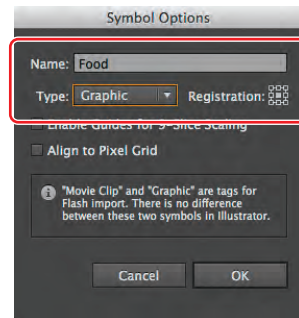 Symbol Options
Name: Food
Type: Graphic Registration:
Enable Guides for 9-Slice Scaling
Align to Pixel Grid
"Movie Clip" and "Graphic" are tags for
Flash import. There is no difference
between these two symbols in Illustrator.
Cancel OK